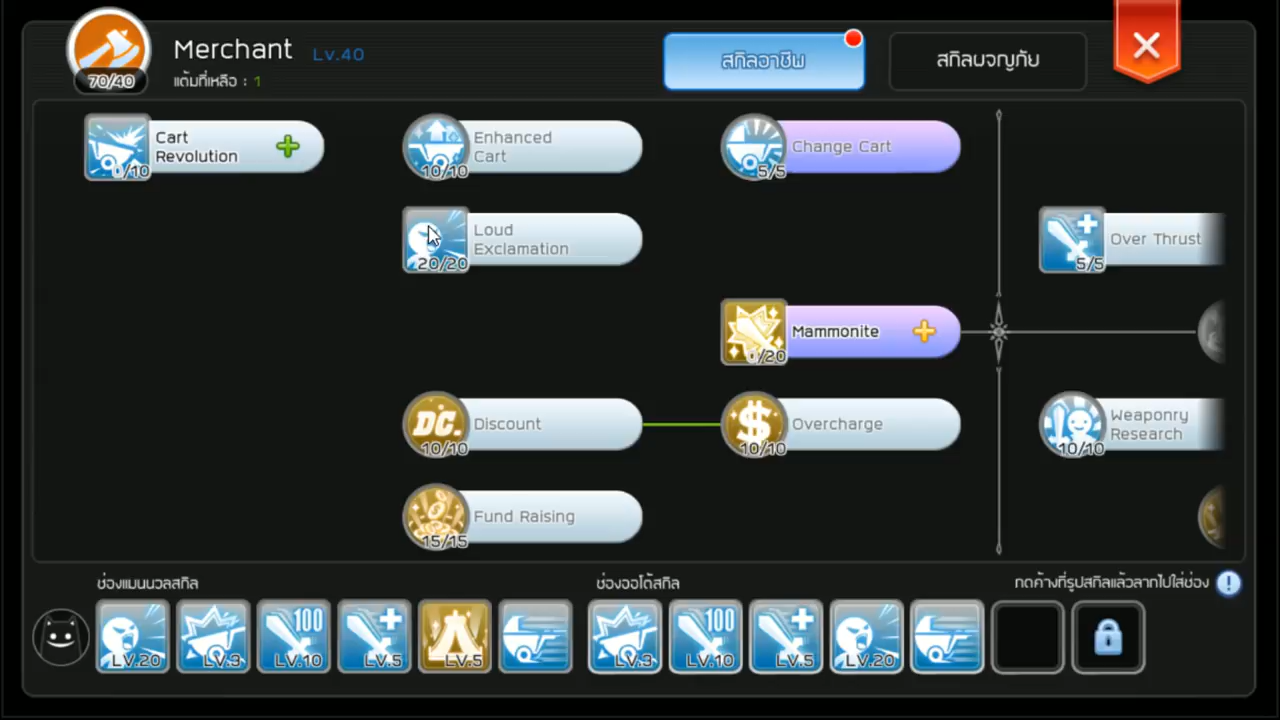 Merchant Lv.40
70/40
แต้มที่เหลือ : 1
สกิลอาชีพ
สกิลบจญภัย
Cart
Revolution
0/10
Enhanced
Cart
10/10
Change Cart
5/5
Loud
Exclamation
20/20
Over Thrust
5/5
Mammonite
0/20
DC.
Discount
10/10
$
Overcharge
10/10
Weaponry
Research
10/10
Fund Raising
15/15
ช่องแมนนวลสกิล
ช่องออโต้สกิล
กดค้างที่รูปสกิลแล้วลากไปใส่ช่อง
LV.20
LV.3
100
LV.10
LV.5
LV.5
LV.3
100
LV.10
LV.5
LV.20